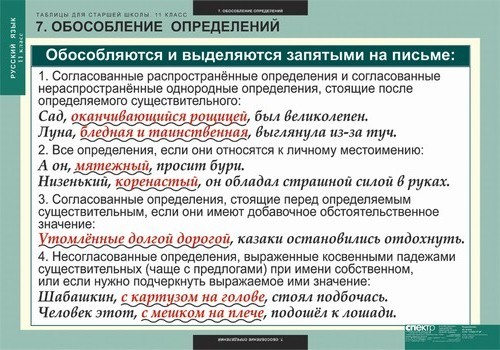 ТАБЛИЦЫ ДЛЯ СТАРШЕЙ ШКОЛЫ. 11 КЛАСС
1. ОБОСОБЛЕНИЕ ОПРЕДЕЛЕНИЙ
РУССКИЙ ЯЗЫК
11 класс
7. ОБОСОБЛЕНИЕ ОПРЕДЕЛЕНИЙ
Обособляются и выделяются запятыми на письме:
1. Согласованные распространённые определения и согласованные
нераспространённые однородные определения, стоящие после
определяемого существительного:
Сад, оканчивающийся рощицей, был великолепен.
Луна, бледная и таинственная, выглянула из-за туч.
2. Все определения, если они относятся к личному местоимению:
А он, мятежный, просит бури.
Низенький, коренастый, он обладал страшной силой в руках.
3. Согласованные определения, стоящие перед определяемым
существительным, если они имеют добавочное обстоятельственное
значение:
Утомлённые долгой дорогой, казаки остановились отдохнуть.
4. Несогласованные определения, выраженные косвенными падежами
существительных (чаще с предлогами) при имени собственном,
или если нужно подчеркнуть выражаемое ими значение:
Шабашкин, с картузом на голове, стоял подбочась.
Человек этот, с мешком на плече, подошёл к лошади.
спектр